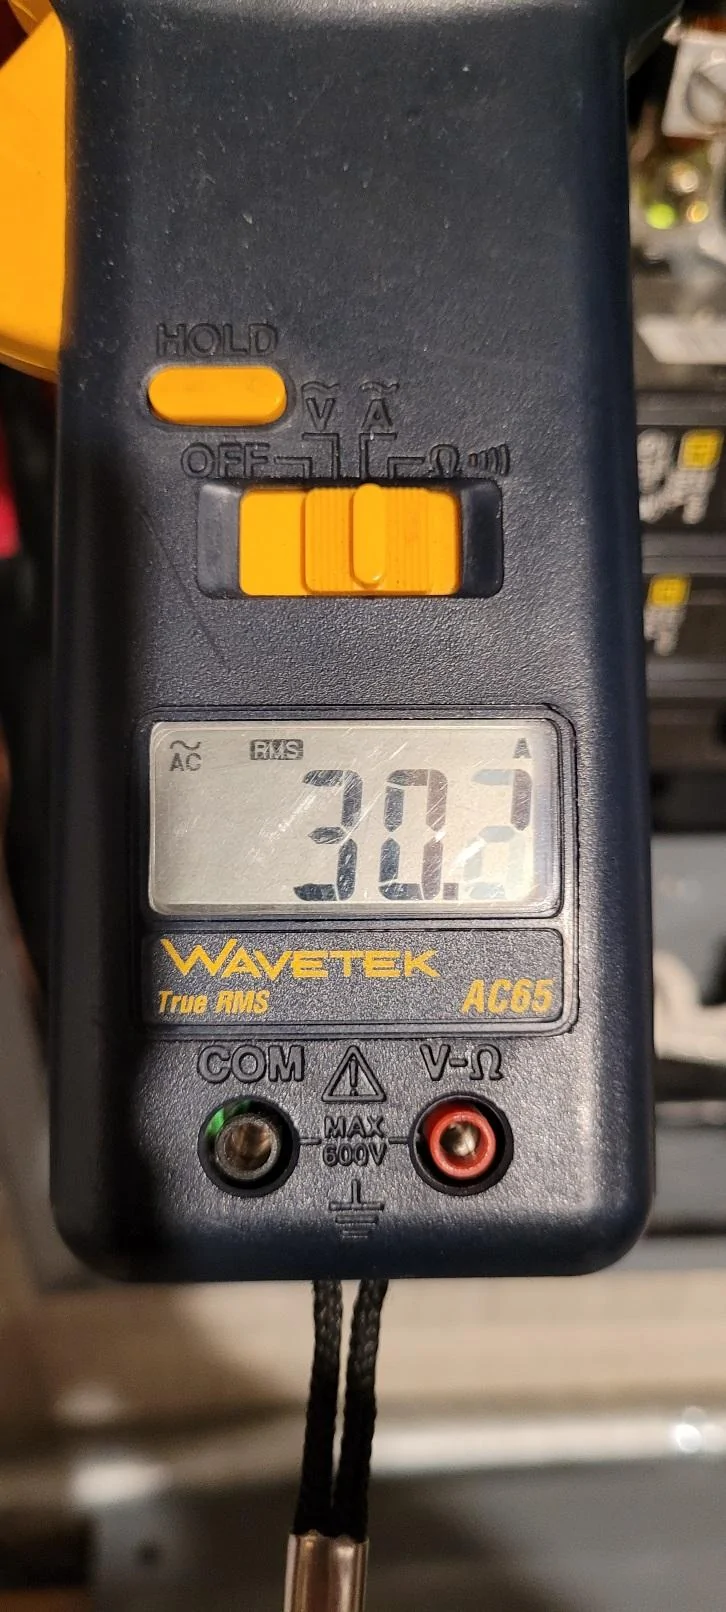 HOLD
V A
OFF Ω
AC RMS A
30.2
WAVETEK
True RMS AC65
COM V-Ω
MAX
600V